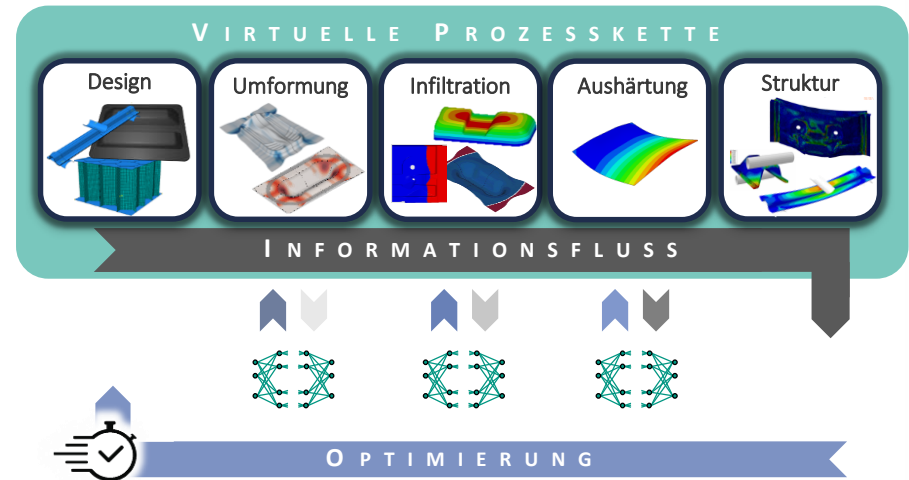 VIRTUELLE PROZESSKETTE
Design
Umformung
Infiltration
Aushärtung
Struktur
INFORMATIONSFLUSS
OPTIMIERUNG